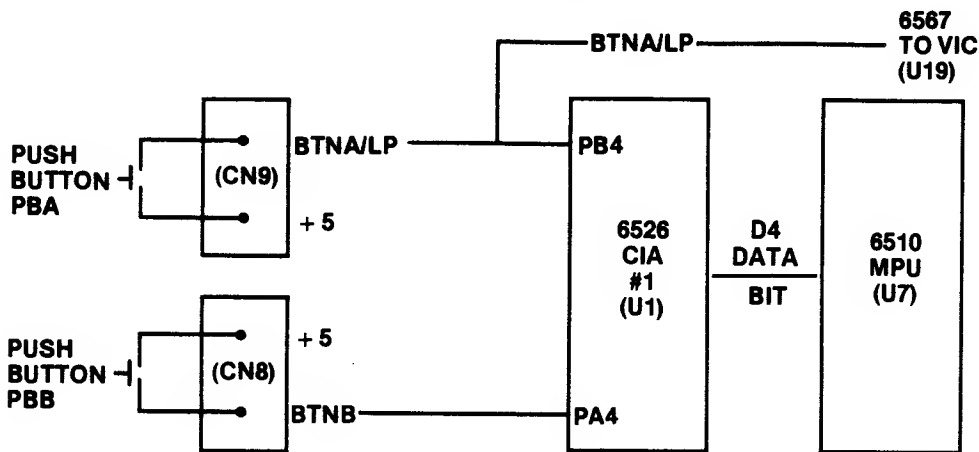 6567
TO VIC
(U19)
BTNA/LP
PUSH
BUTTON
PBA
(CN9)
BTNA/LP
+ 5
PB4
6526
CIA
#1
(U1)
D4
DATA
BIT
6510
MPU
(U7)
PUSH
BUTTON
PBB
(CN8)
+ 5
BTNB
PA4